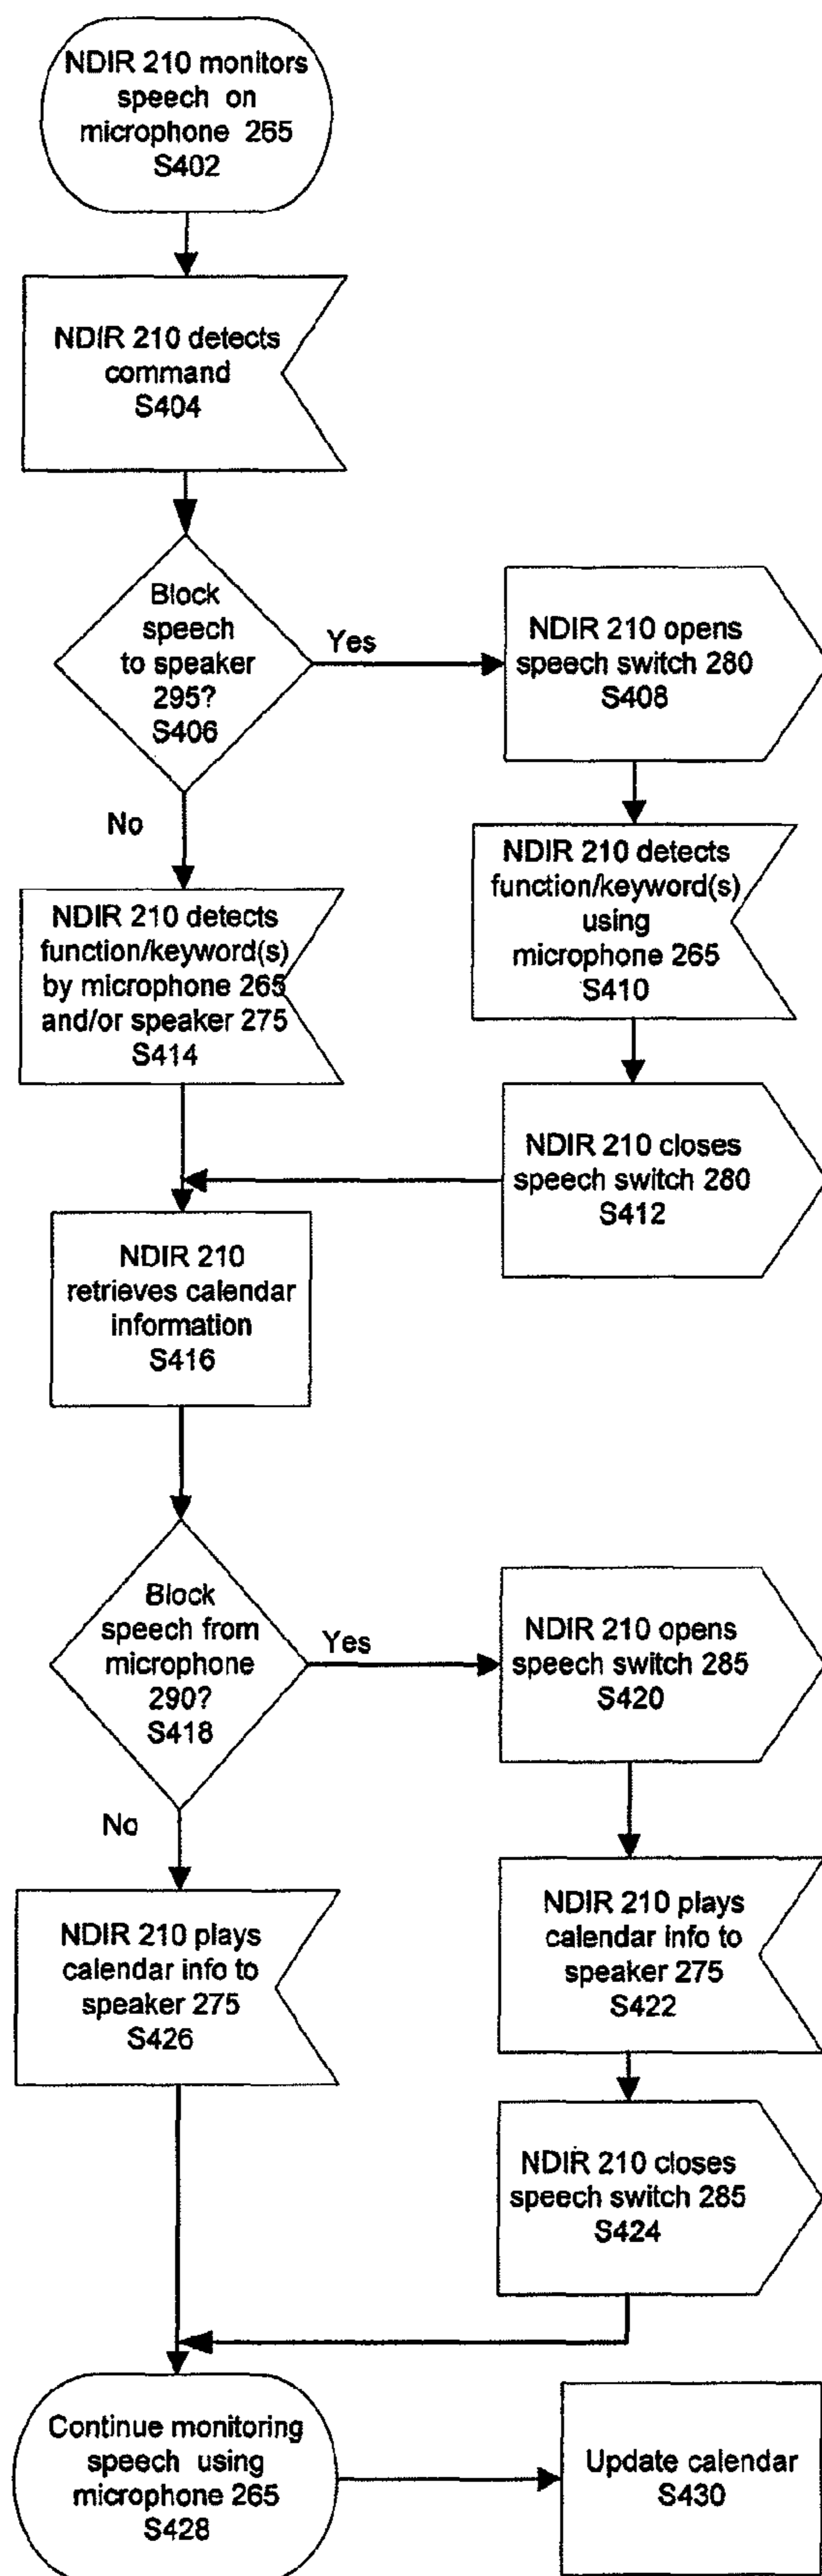 NDIR 210 monitors
speech on
microphone 265
S402
NDIR 210 detects
command
S404
Block
speech
to speaker
295?
S406
Yes
NDIR 210 opens
speech switch 280
S408
No
NDIR 210 detects
function/keyword(s)
using
microphone 265
S410
NDIR 210 detects
function/keyword(s)
by microphone 265
and/or speaker 275
S414
NDIR 210 closes
speech switch 280
S412
NDIR 210
retrieves calendar
information
S416
Block
speech from
microphone
290?
S418
Yes
NDIR 210 opens
speech switch 285
S420
No
NDIR 210 plays
calendar info to
speaker 275
S422
NDIR 210 plays
calendar info to
speaker 275
S426
NDIR 210 closes
speech switch 285
S424
Continue monitoring
speech using
microphone 265
S428
Update calendar
S430